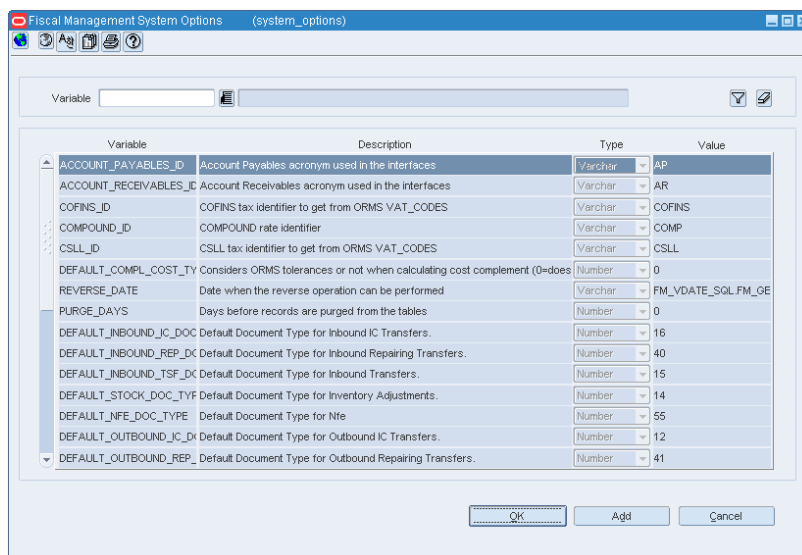 Fiscal Management System Options (system_options)
Variable
Variable Description Type Value
ACCOUNT_PAYABLES_ID Account Payables acronym used in the interfaces Varchar AP
ACCOUNT_RECEIVABLES_ID Account Receivables acronym used in the interfaces Varchar AR
COFINS_ID COFINS tax identifier to get from ORMS VAT_CODES Varchar COFINS
COMPOUND_ID COMPOUND rate identifier Varchar COMP
CSLL_ID CSLL tax identifier to get from ORMS VAT_CODES Varchar CSLL
DEFAULT_COMPL_COST_TY Considers ORMS tolerances or not when calculating cost complement (0=does Number 0
REVERSE_DATE Date when the reverse operation can be performed Varchar FM_VDATE_SQL.FM_GE
PURGE_DAYS Days before records are purged from the tables Number 0
DEFAULT_INBOUND_IC_DOC Default Document Type for Inbound IC Transfers. Number 16
DEFAULT_INBOUND_REP_DO Default Document Type for Inbound Repairing Transfers. Number 40
DEFAULT_INBOUND_TSF_DO Default Document Type for Inbound Transfers. Number 15
DEFAULT_STOCK_DOC_TYP Default Document Type for Inventory Adjustments. Number 14
DEFAULT_NFE_DOC_TYPE Default Document Type for Nfe Number 55
DEFAULT_OUTBOUND_IC_DO Default Document Type for Outbound IC Transfers. Number 12
DEFAULT_OUTBOUND_REP_ Default Document Type for Outbound Repairing Transfers. Number 41
OK Add Cancel